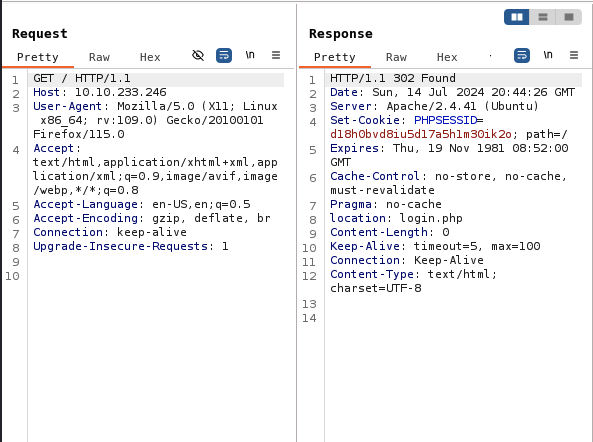 Request
Pretty Raw Hex \n
1 GET / HTTP/1.1
2 Host: 10.10.233.246
3 User-Agent: Mozilla/5.0 (X11; Linux
x86_64; rv:109.0) Gecko/20100101
Firefox/115.0
4 Accept:
text/html,application/xhtml+xml,app
lication/xml;q=0.9,image/avif,image
/webp,*/*;q=0.8
5 Accept-Language: en-US,en;q=0.5
6 Accept-Encoding: gzip, deflate, br
7 Connection: keep-alive
8 Upgrade-Insecure-Requests: 1
9
10
Response
Pretty Raw Hex \n
1 HTTP/1.1 302 Found
2 Date: Sun, 14 Jul 2024 20:44:26 GMT
3 Server: Apache/2.4.41 (Ubuntu)
4 Set-Cookie: PHPSESSID=
d18h0bvd8iu5d17a5h1m30ik2o; path=/
5 Expires: Thu, 19 Nov 1981 08:52:00
GMT
6 Cache-Control: no-store, no-cache,
must-revalidate
7 Pragma: no-cache
8 location: login.php
9 Content-Length: 0
10 Keep-Alive: timeout=5, max=100
11 Connection: Keep-Alive
12 Content-Type: text/html;
charset=UTF-8
13
14